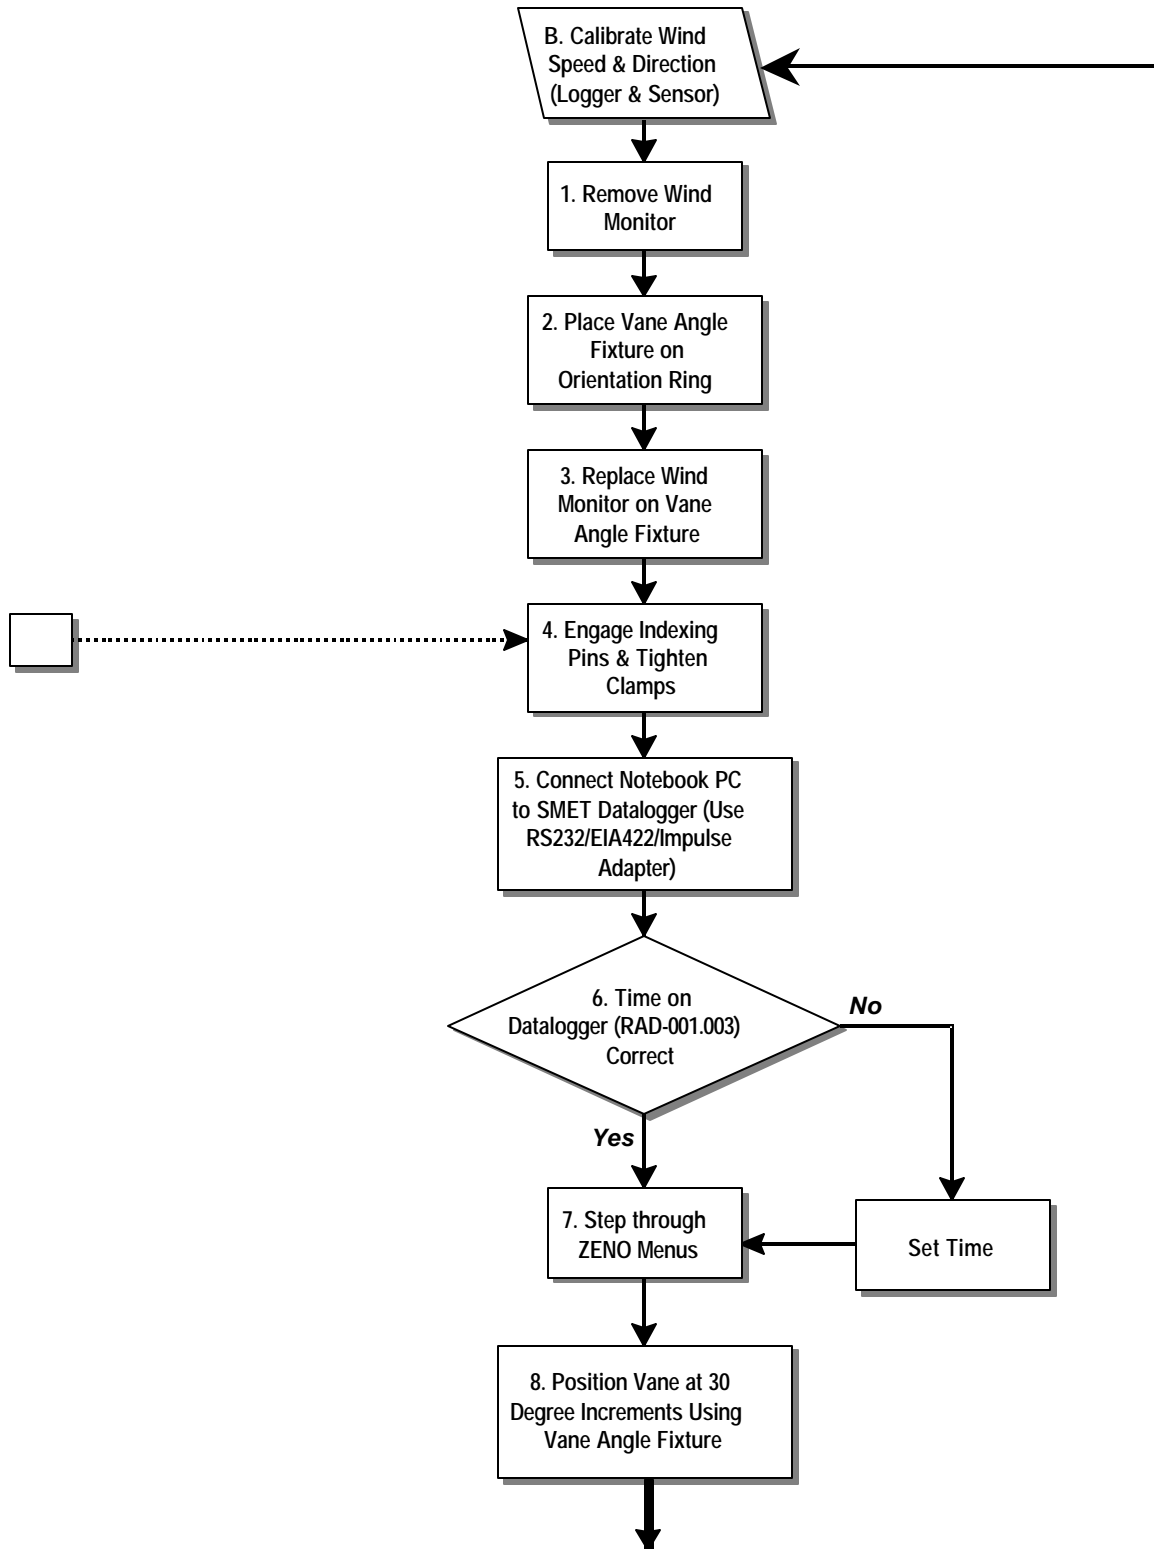 B. Calibrate Wind
Speed & Direction
(Logger & Sensor)
1. Remove Wind
Monitor
2. Place Vane Angle
Fixture on
Orientation Ring
3. Replace Wind
Monitor on Vane
Angle Fixture
4. Engage Indexing
Pins & Tighten
Clamps
5. Connect Notebook PC
to SMET Datalogger (Use
RS232/EIA422/Impulse
Adapter)
6. Time on
Datalogger (RAD-001.003)
Correct
No
Yes
7. Step through
ZENO Menus
Set Time
8. Position Vane at 30
Degree Increments Using
Vane Angle Fixture